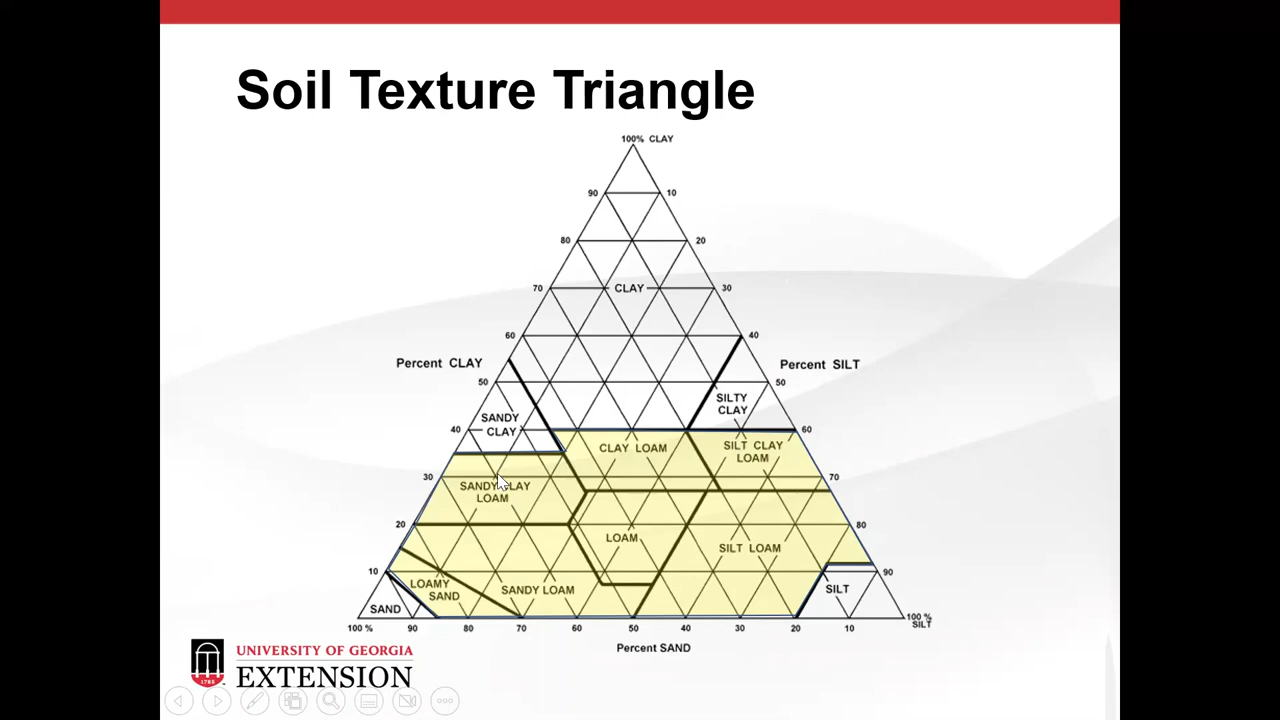 Soil Texture Triangle
100% CLAY
90 10
80 20
70 CLAY 30
60 40
Percent CLAY Percent SILT
50 50
SILTY
CLAY
SANDY
CLAY
40 60
CLAY LOAM
SILT CLAY
LOAM
30 70
SANDY CLAY
LOAM
20 80
LOAM
SILT LOAM
10 90
LOAMY
SAND
SANDY LOAM
SILT
SAND
100 %
SILT
100 % 90 80 70 60 50 40 30 20 10
Percent SAND
UNIVERSITY OF GEORGIA
EXTENSION
1785